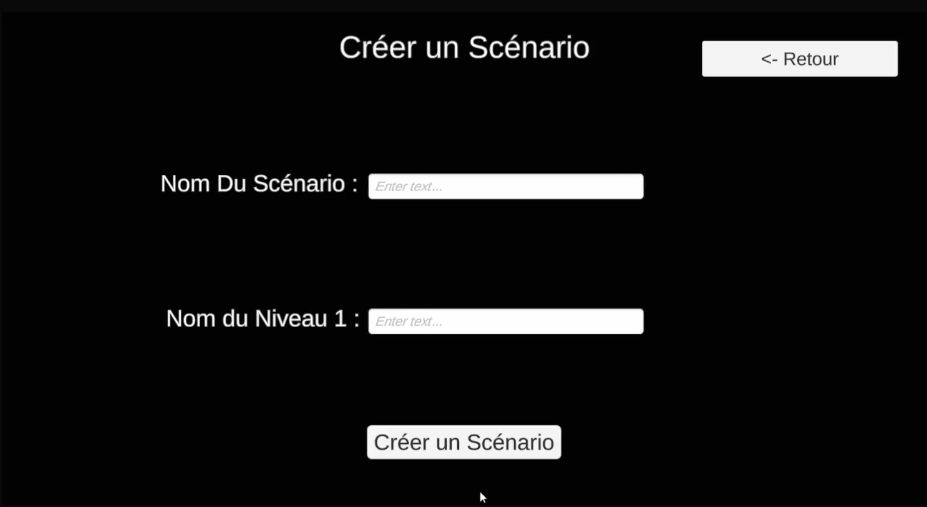 Créer un Scénario
<- Retour
Nom Du Scénario :
Enter text...
Nom du Niveau 1 :
Enter text...
Créer un Scénario